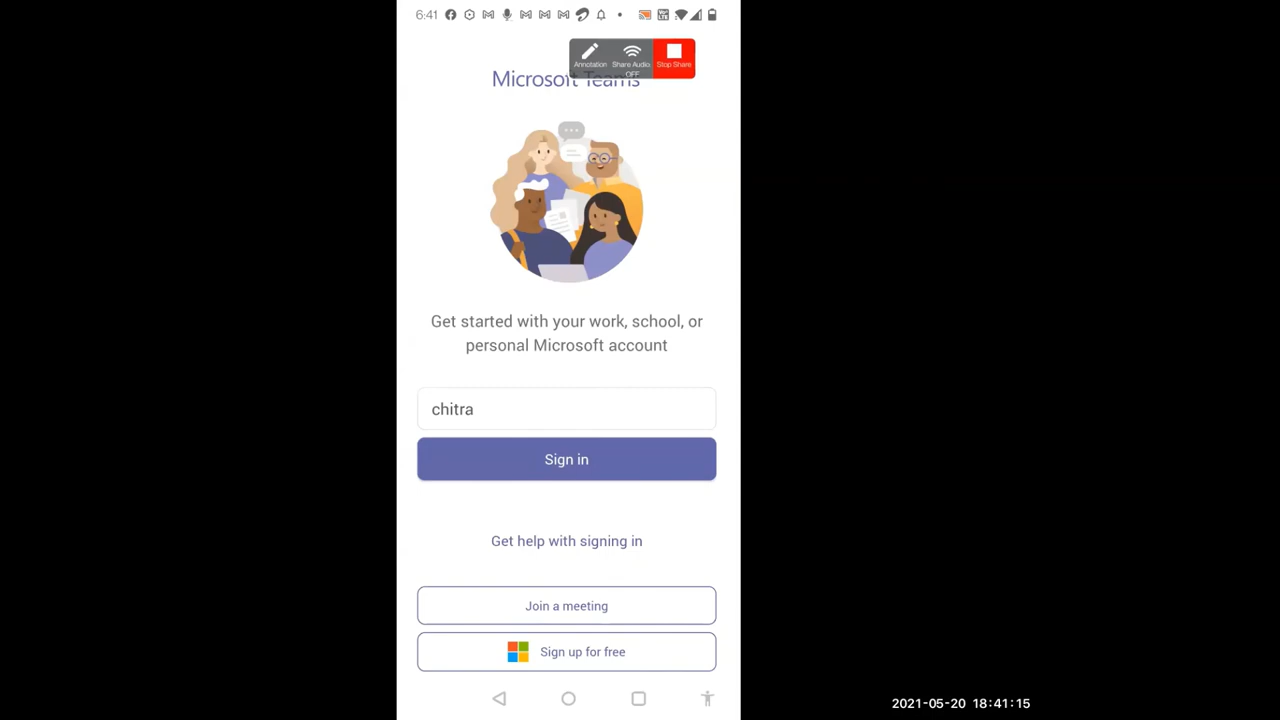 6:41
Annotation
Share Audio
OFF
Stop Share
Microsoft Teams
Get started with your work, school, or
personal Microsoft account
chitra
Sign in
Get help with signing in
Join a meeting
Sign up for free
2021-05-20 18:41:15